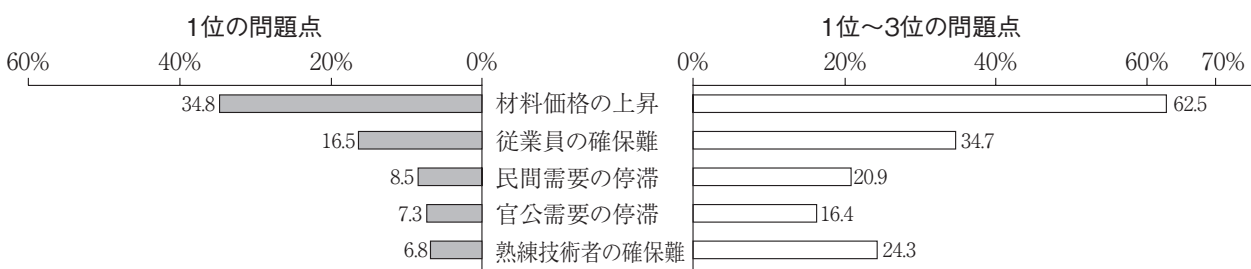 1位の問題点 1位～3位の問題点
60% 40% 20% 0% 0% 20% 40% 60% 70%
34.8 材料価格の上昇 62.5
16.5 従業員の確保難 34.7
8.5 民間需要の停滞 20.9
7.3 官公需要の停滞 16.4
6.8 熟練技術者の確保難 24.3